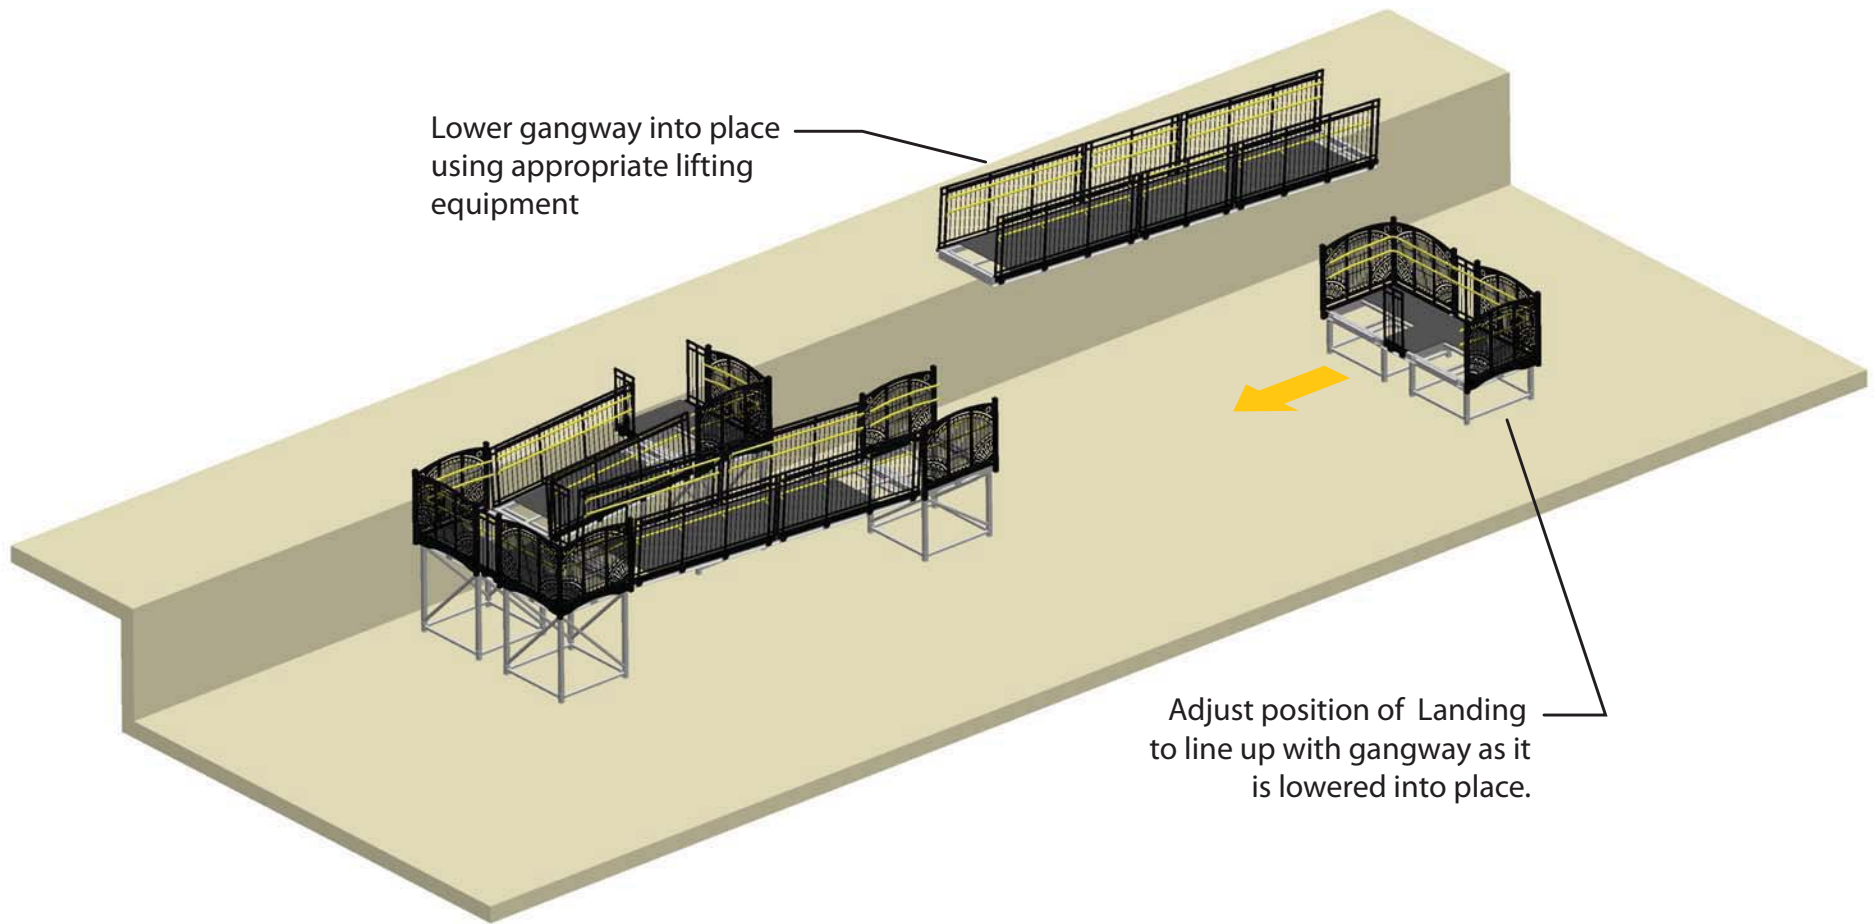 Lower gangway into place
using appropriate lifting
equipment
Adjust position of Landing
to line up with gangway as it
is lowered into place.